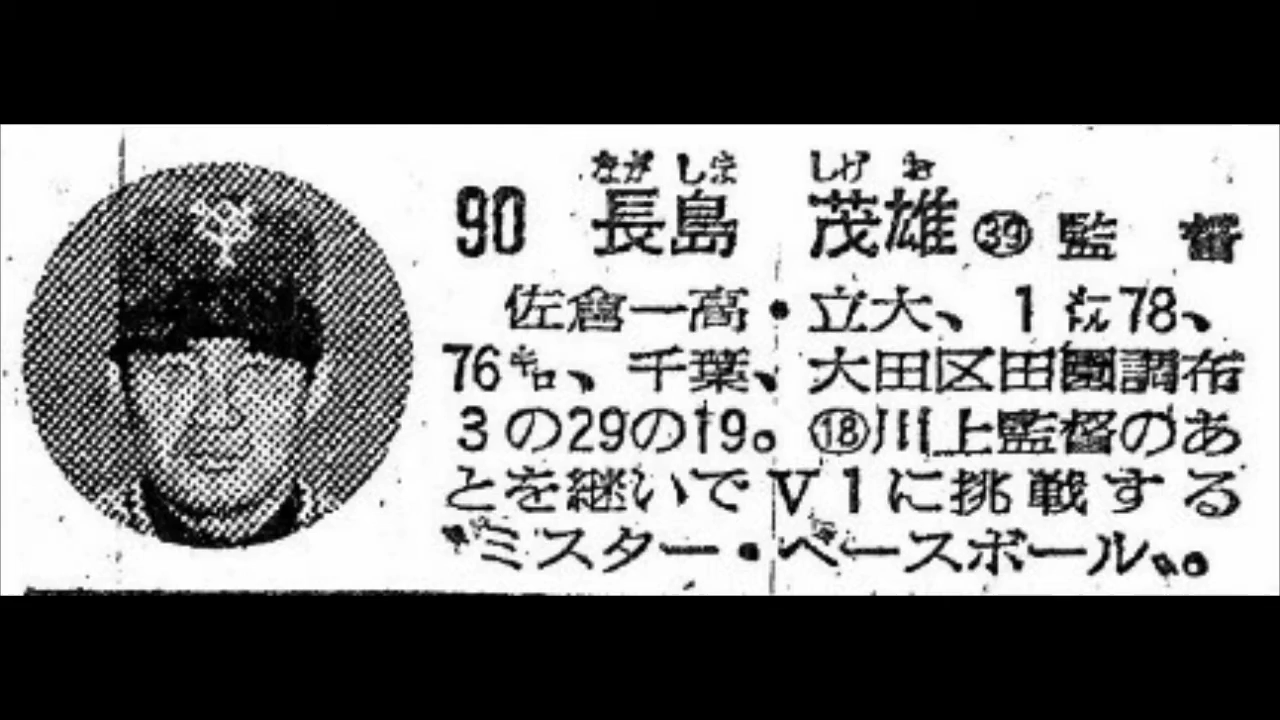 ながしま しげお
90 長島 茂雄 ㊴ 監督
佐倉一高・立大、1㍍78、
76㌔、千葉、大田区田園調布
3の29の19。⑱川上監督のあ
とを継いでV1に挑戦する
〝ミスター・ベースボール〟。